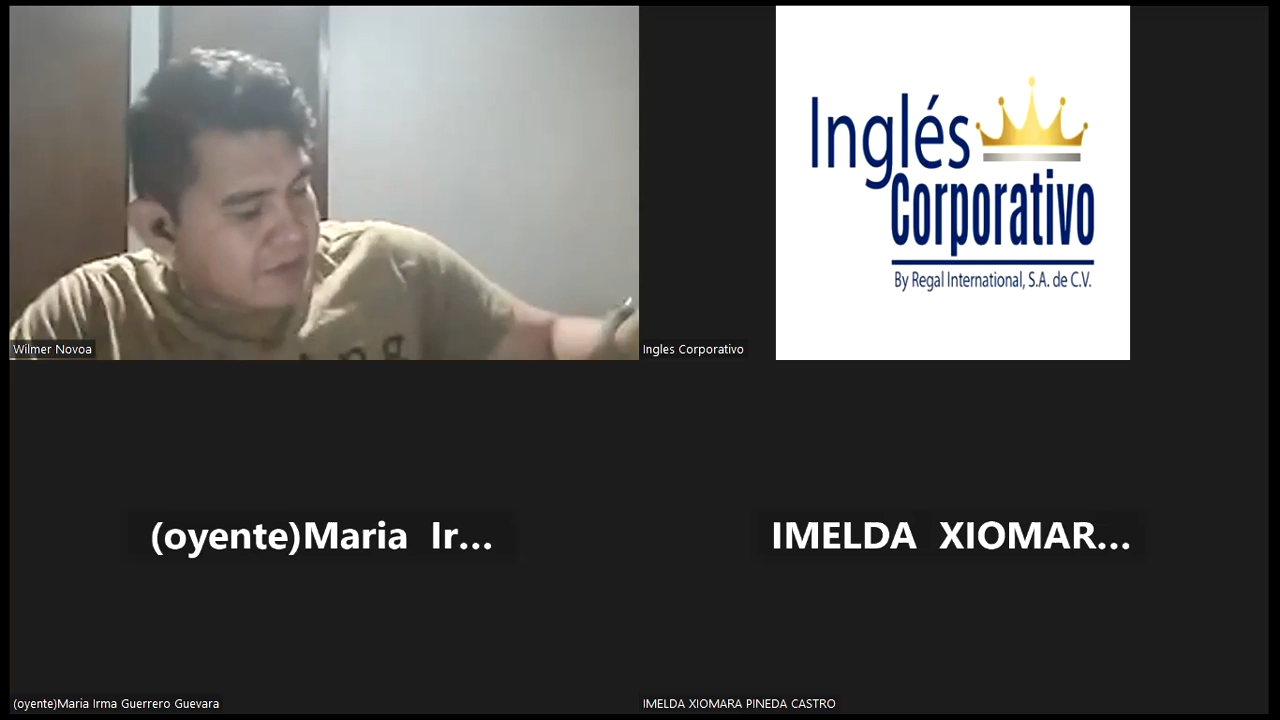 Wilmer Novoa
Inglés
Corporativo
By Regal International, S.A. de C.V.
Ingles Corporativo
(oyente)Maria Ir...
IMELDA XIOMAR...
(oyente)Maria Irma Guerrero Guevara
IMELDA XIOMARA PINEDA CASTRO